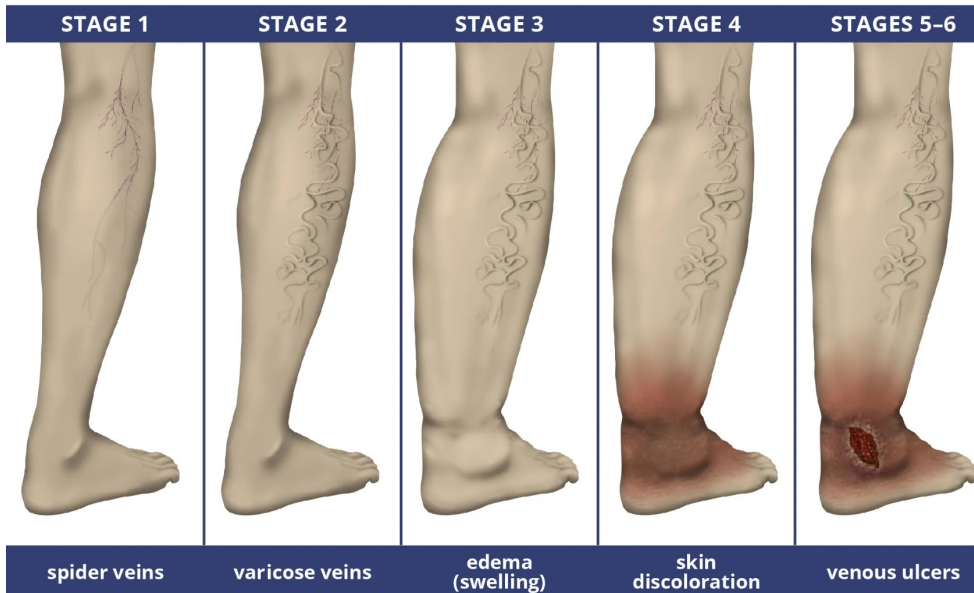 STAGE 1
STAGE 2
STAGE 3
STAGE 4
STAGES 5–6
spider veins
varicose veins
edema
(swelling)
skin
discoloration
venous ulcers